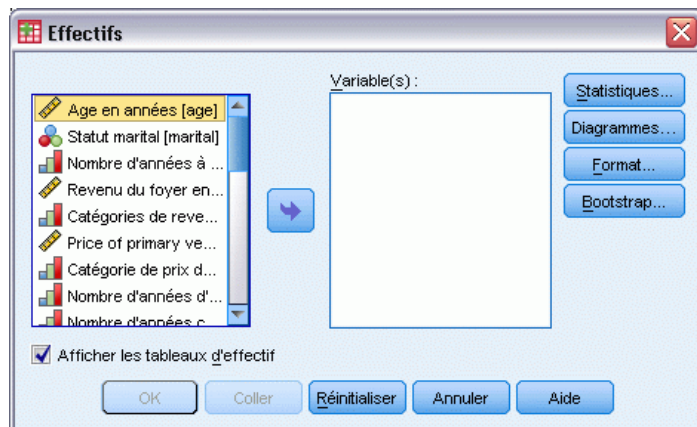 Effectifs
Variable(s) :
Age en années [age]
Statut marital [marital]
Nombre d'années à ...
Revenu du foyer en...
Catégories de reve...
Price of primary ve...
Catégorie de prix d...
Nombre d'années d'...
Nombre d'années c...
Statistiques...
Diagrammes...
Format...
Bootstrap...
Afficher les tableaux d'effectif
OK
Coller
Réinitialiser
Annuler
Aide